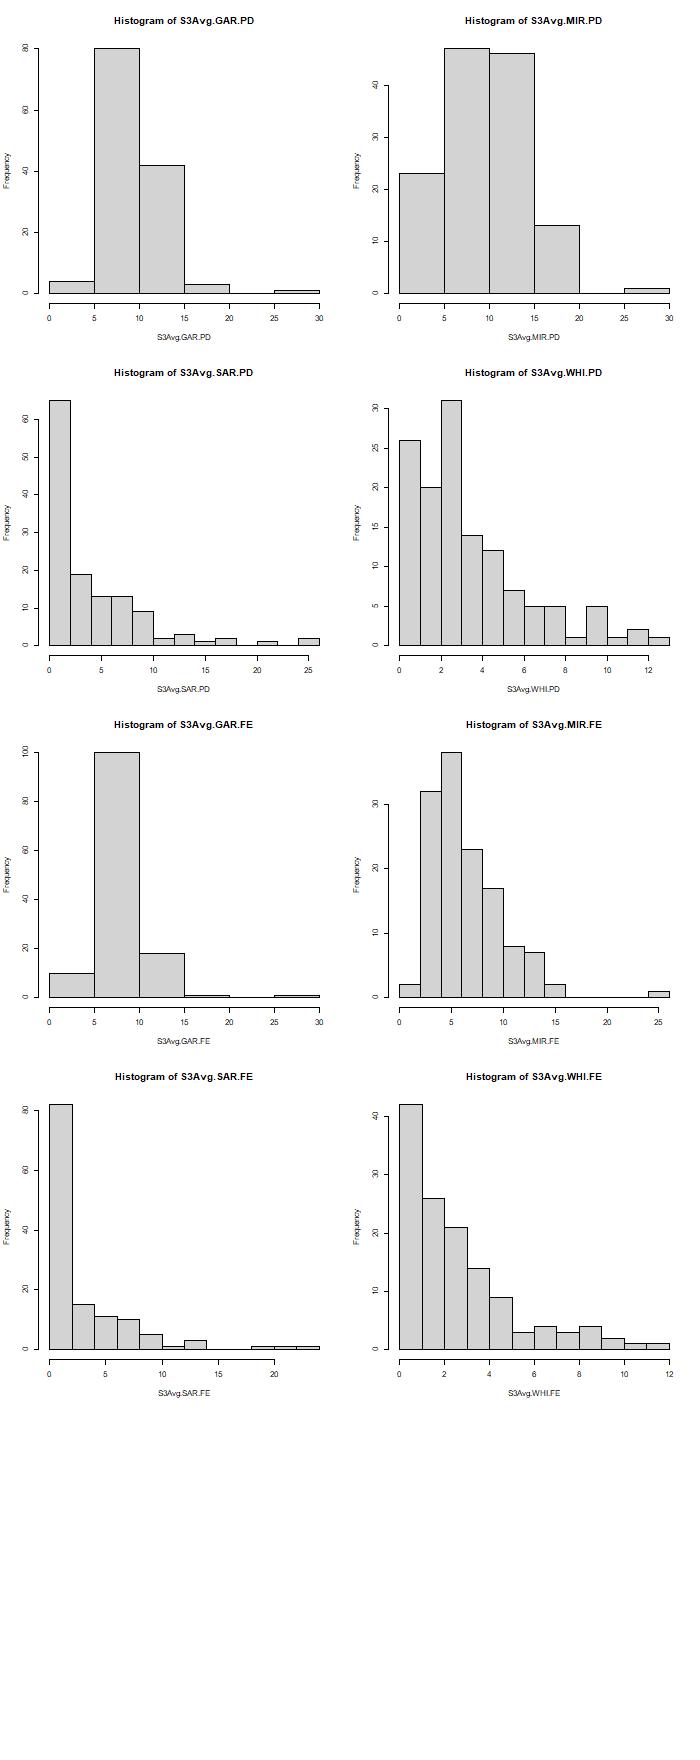 Histogram of S3Avg.GAR.PD
Frequency
0 20 40 60 80
0 5 10 15 20 25 30
S3Avg.GAR.PD
Histogram of S3Avg.MIR.PD
Frequency
0 10 20 30 40
0 5 10 15 20 25 30
S3Avg.MIR.PD
Histogram of S3Avg.SAR.PD
Frequency
0 10 20 30 40 50 60
0 5 10 15 20 25
S3Avg.SAR.PD
Histogram of S3Avg.WHI.PD
Frequency
0 5 10 15 20 25 30
0 2 4 6 8 10 12
S3Avg.WHI.PD
Histogram of S3Avg.GAR.FE
Frequency
0 20 40 60 80 100
0 5 10 15 20 25 30
S3Avg.GAR.FE
Histogram of S3Avg.MIR.FE
Frequency
0 10 20 30
0 5 10 15 20 25
S3Avg.MIR.FE
Histogram of S3Avg.SAR.FE
Frequency
0 20 40 60 80
0 5 10 15 20
S3Avg.SAR.FE
Histogram of S3Avg.WHI.FE
Frequency
0 10 20 30 40
0 2 4 6 8 10 12
S3Avg.WHI.FE